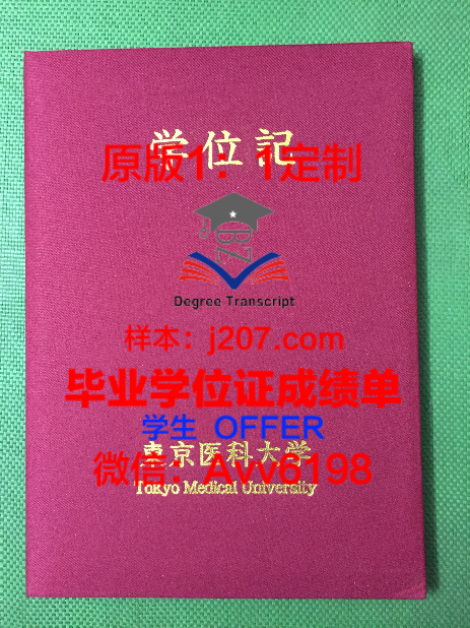 学位記
原版1：1定制
BZ
Degree Transcript
样本：j207.com
毕业学位证成绩单
学生 OFFER
東京医科大学
微信：Avv6198
Tokyo Medical University